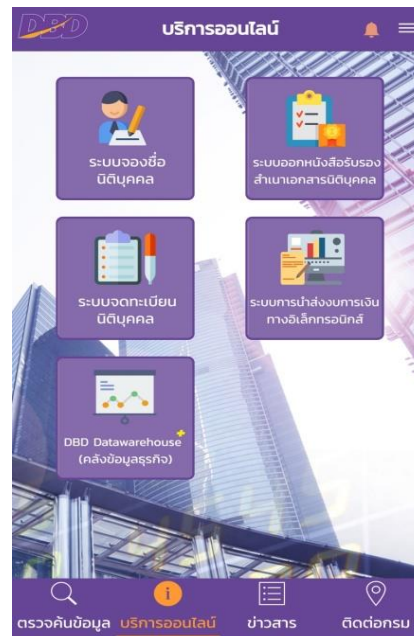 DBD
บริการออนไลน์
ระบบจองชื่อ
นิติบุคคล
ระบบออกหนังสือรับรอง
สำเนาเอกสารนิติบุคคล
ระบบจดทะเบียน
นิติบุคคล
ระบบการนำส่งงบการเงิน
ทางอิเล็กทรอนิกส์
DBD Datawarehouse+
(คลังข้อมูลธุรกิจ)
ตรวจค้นข้อมูล บริการออนไลน์ ข่าวสาร ติดต่อกรม